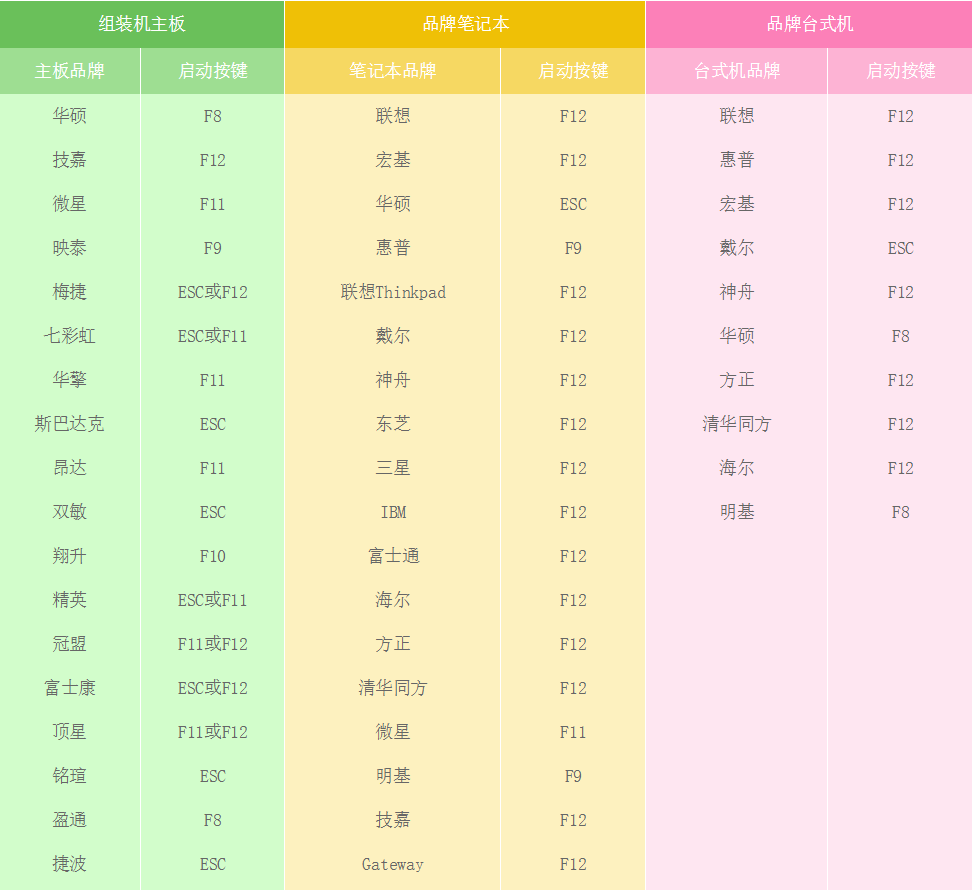 组装机主板 品牌笔记本 品牌台式机
主板品牌 启动按键 笔记本品牌 启动按键 台式机品牌 启动按键
华硕 F8 联想 F12 联想 F12
技嘉 F12 宏基 F12 惠普 F12
微星 F11 华硕 ESC 宏基 F12
映泰 F9 惠普 F9 戴尔 ESC
梅捷 ESC或F12 联想Thinkpad F12 神舟 F12
七彩虹 ESC或F11 戴尔 F12 华硕 F8
华擎 F11 神舟 F12 方正 F12
斯巴达克 ESC 东芝 F12 清华同方 F12
昂达 F11 三星 F12 海尔 F12
双敏 ESC IBM F12 明基 F8
翔升 F10 富士通 F12
精英 ESC或F11 海尔 F12
冠盟 F11或F12 方正 F12
富士康 ESC或F12 清华同方 F12
顶星 F11或F12 微星 F11
铭瑄 ESC 明基 F9
盈通 F8 技嘉 F12
捷波 ESC Gateway F12